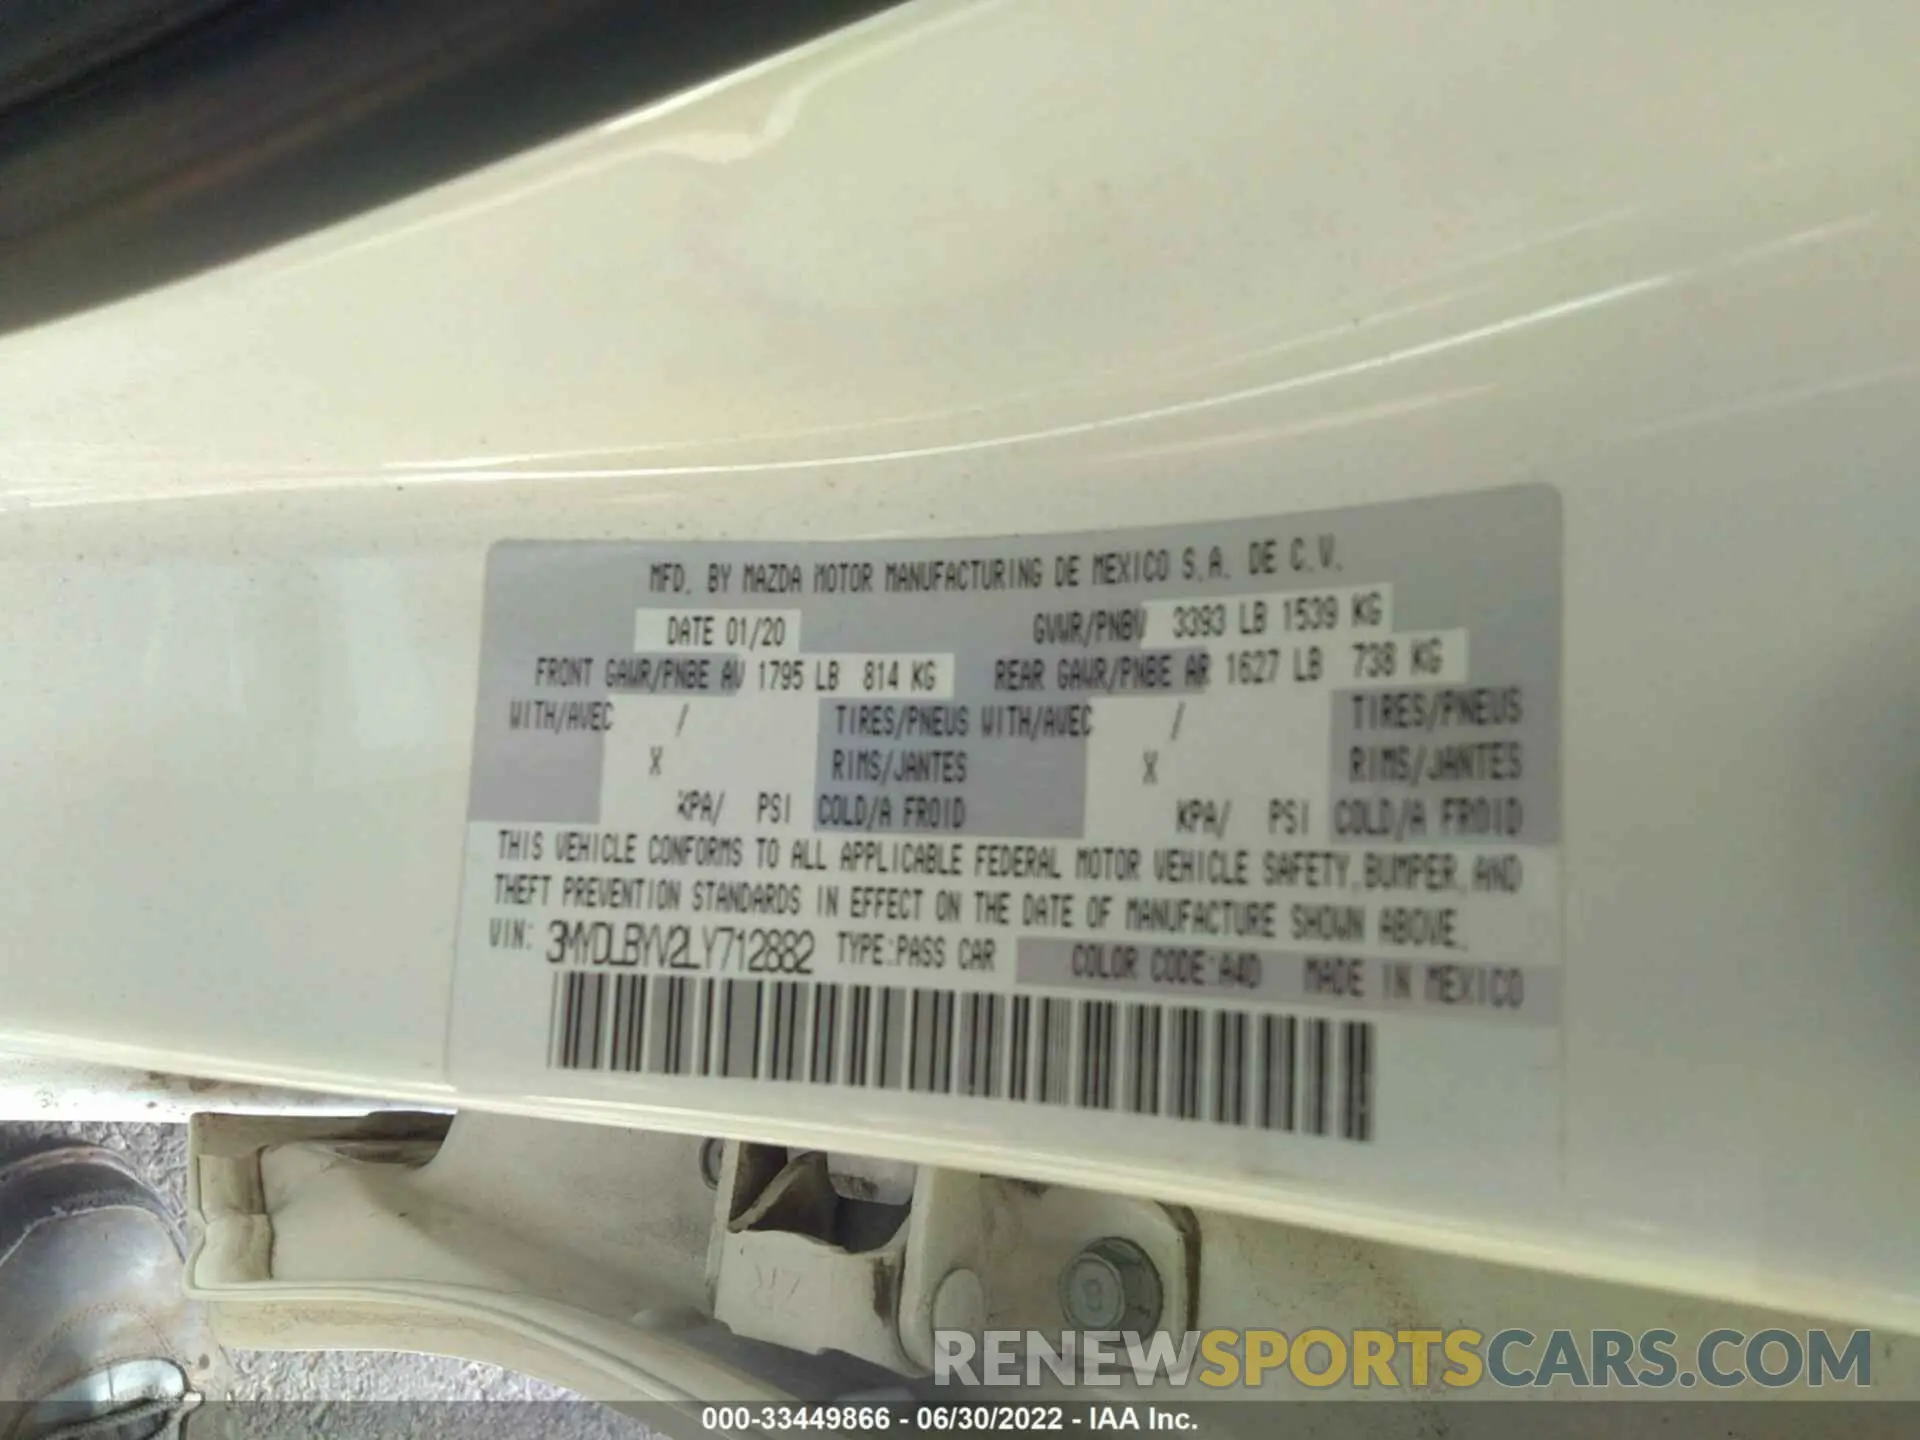 MFD. BY MAZDA MOTOR MANUFACTURING DE MEXICO S.A. DE C.V.
DATE 01/20 GVWR/PNBV 3393 LB 1539 KG
FRONT GAWR/PNBE AV 1795 LB 814 KG REAR GAWR/PNBE AR 1627 LB 738 KG
WITH/AVEC / TIRES/PNEUS WITH/AVEC / TIRES/PNEUS
X RIMS/JANTES X RIMS/JANTES
KPA/ PSI COLD/A FROID KPA/ PSI COLD/A FROID
THIS VEHICLE CONFORMS TO ALL APPLICABLE FEDERAL MOTOR VEHICLE SAFETY, BUMPER, AND
THEFT PREVENTION STANDARDS IN EFFECT ON THE DATE OF MANUFACTURE SHOWN ABOVE.
VIN: 3MYDLBYV2LY712882 TYPE:PASS CAR COLOR CODE:A4D MADE IN MEXICO
RENEWSPORTSCARS.COM
000-33449866 - 06/30/2022 - IAA Inc.